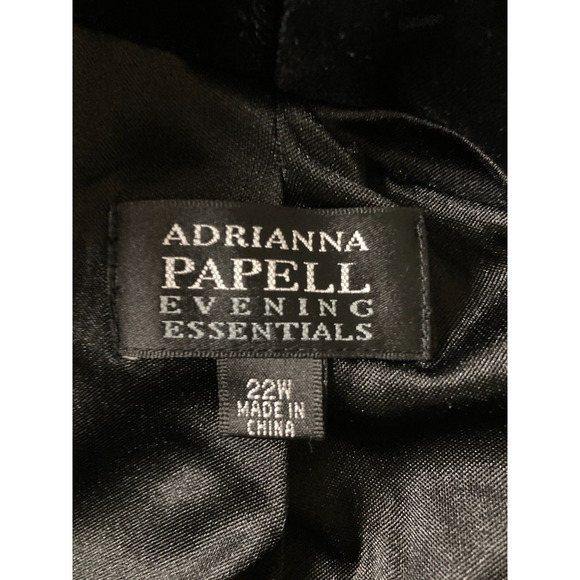 ADRIANNA
PAPELL
EVENING
ESSENTIALS
22W
MADE IN
CHINA